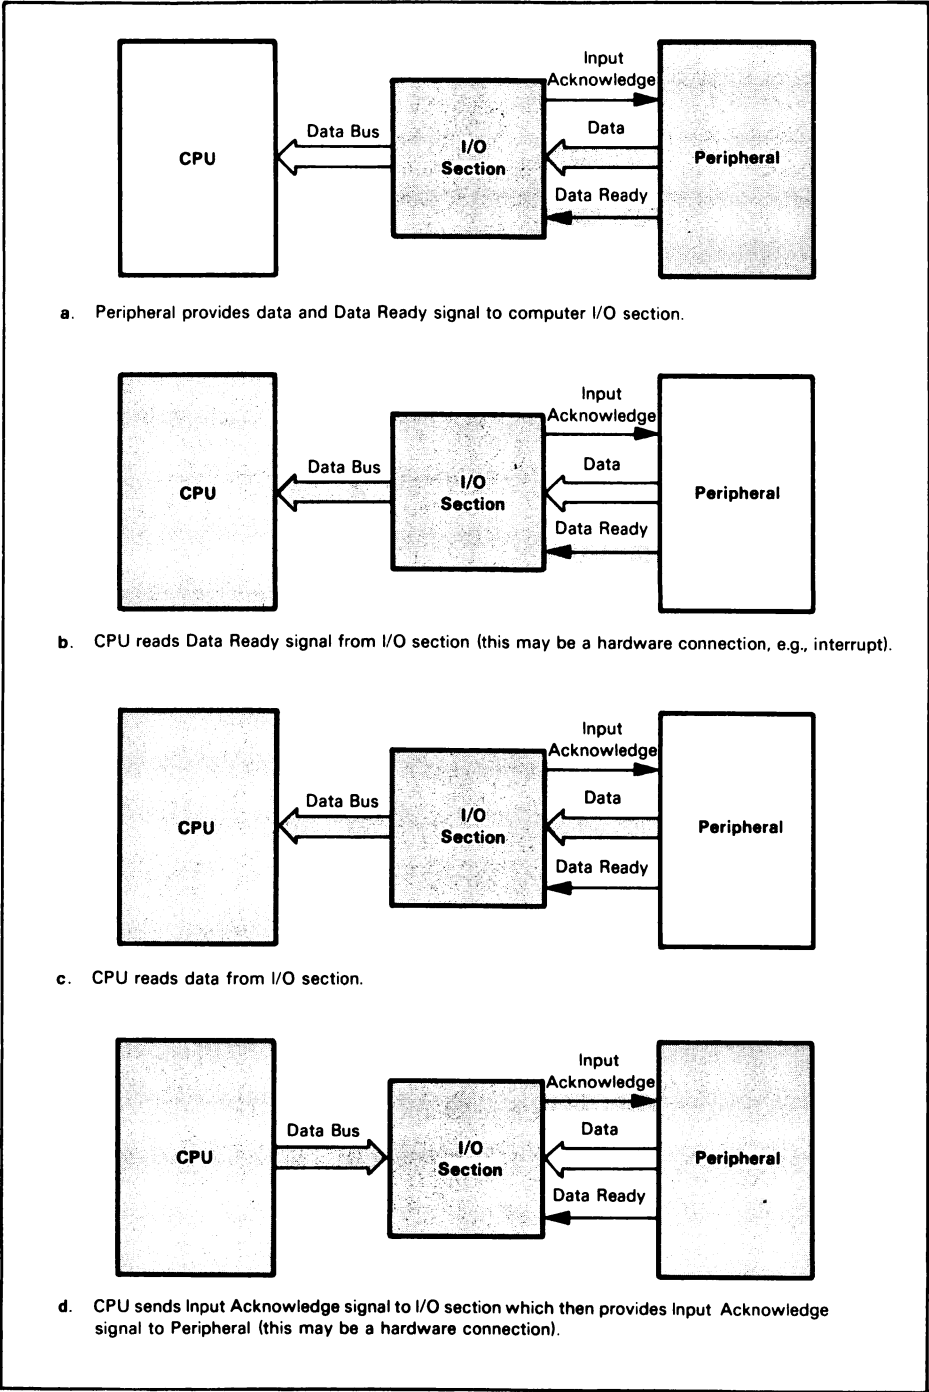 Input
Acknowledge
Data Bus
Data
CPU
I/O
Section
Peripheral
Data Ready
a. Peripheral provides data and Data Ready signal to computer I/O section.
Input
Acknowledge
Data Bus
Data
CPU
I/O
Section
Peripheral
Data Ready
b. CPU reads Data Ready signal from I/O section (this may be a hardware connection, e.g., interrupt).
Input
Acknowledge
Data Bus
Data
CPU
I/O
Section
Peripheral
Data Ready
c. CPU reads data from I/O section.
Input
Acknowledge
Data Bus
Data
CPU
I/O
Section
Peripheral
Data Ready
d. CPU sends Input Acknowledge signal to I/O section which then provides Input Acknowledge
signal to Peripheral (this may be a hardware connection).